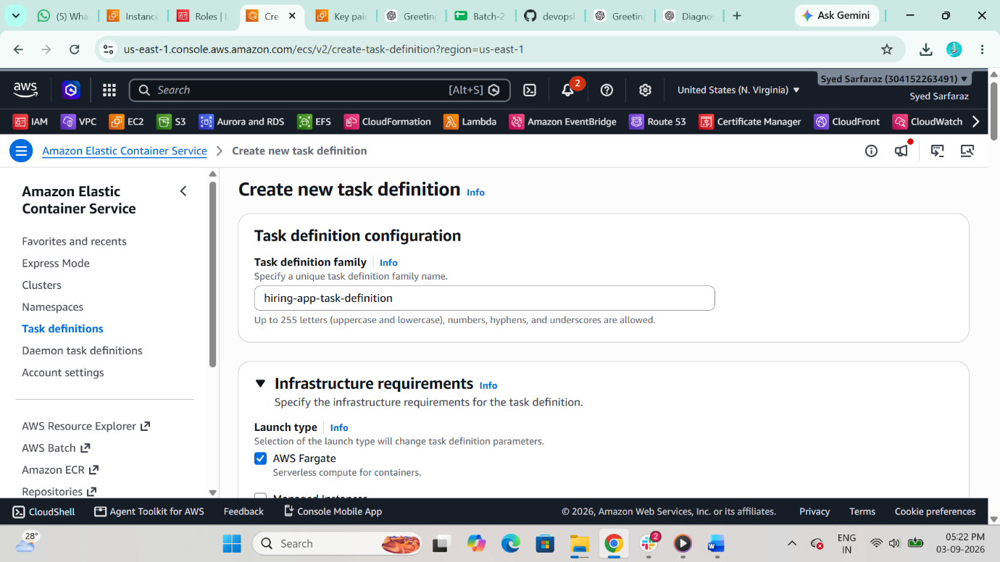 (5) Wha
Instance
Roles | I
Cre
Key pair
Greeting
Batch-2
devops
Greeting
Diagnos
Ask Gemini
us-east-1.console.aws.amazon.com/ecs/v2/create-task-definition?region=us-east-1
aws
Search
[Alt+S]
2
United States (N. Virginia)
Syed Sarfaraz (304152263491)
Syed Sarfaraz
IAM
VPC
EC2
S3
Aurora and RDS
EFS
CloudFormation
Lambda
Amazon EventBridge
Route 53
Certificate Manager
CloudFront
CloudWatch
Amazon Elastic Container Service
Create new task definition
Amazon Elastic
Container Service
Favorites and recents
Express Mode
Clusters
Namespaces
Task definitions
Daemon task definitions
Account settings
AWS Resource Explorer
AWS Batch
Amazon ECR
Repositories
Create new task definition Info
Task definition configuration
Task definition family Info
Specify a unique task definition family name.
hiring-app-task-definition
Up to 255 letters (uppercase and lowercase), numbers, hyphens, and underscores are allowed.
Infrastructure requirements Info
Specify the infrastructure requirements for the task definition.
Launch type Info
Selection of the launch type will change task definition parameters.
AWS Fargate
Serverless compute for containers.
Managed Instances
CloudShell
Agent Toolkit for AWS
Feedback
Console Mobile App
© 2026, Amazon Web Services, Inc. or its affiliates.
Privacy
Terms
Cookie preferences
28°
Search
2
ENG
IN
05:22 PM
03-09-2026